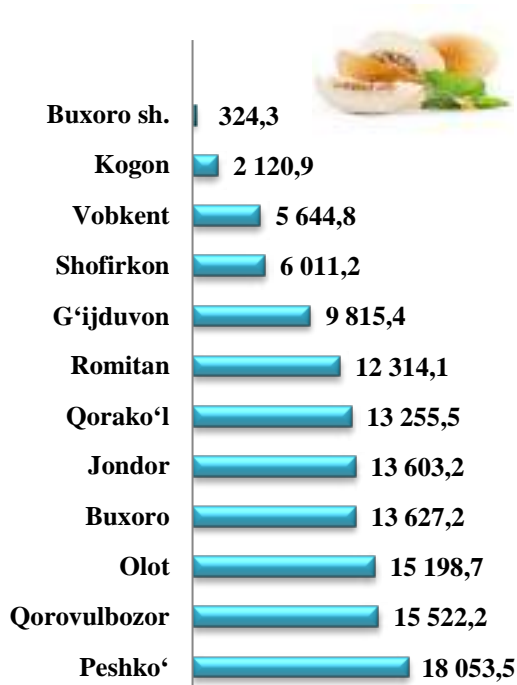 Buxoro sh. 324,3
Kogon 2 120,9
Vobkent 5 644,8
Shofirkon 6 011,2
G‘ijduvon 9 815,4
Romitan 12 314,1
Qorako‘l 13 255,5
Jondor 13 603,2
Buxoro 13 627,2
Olot 15 198,7
Qorovulbozor 15 522,2
Peshko‘ 18 053,5